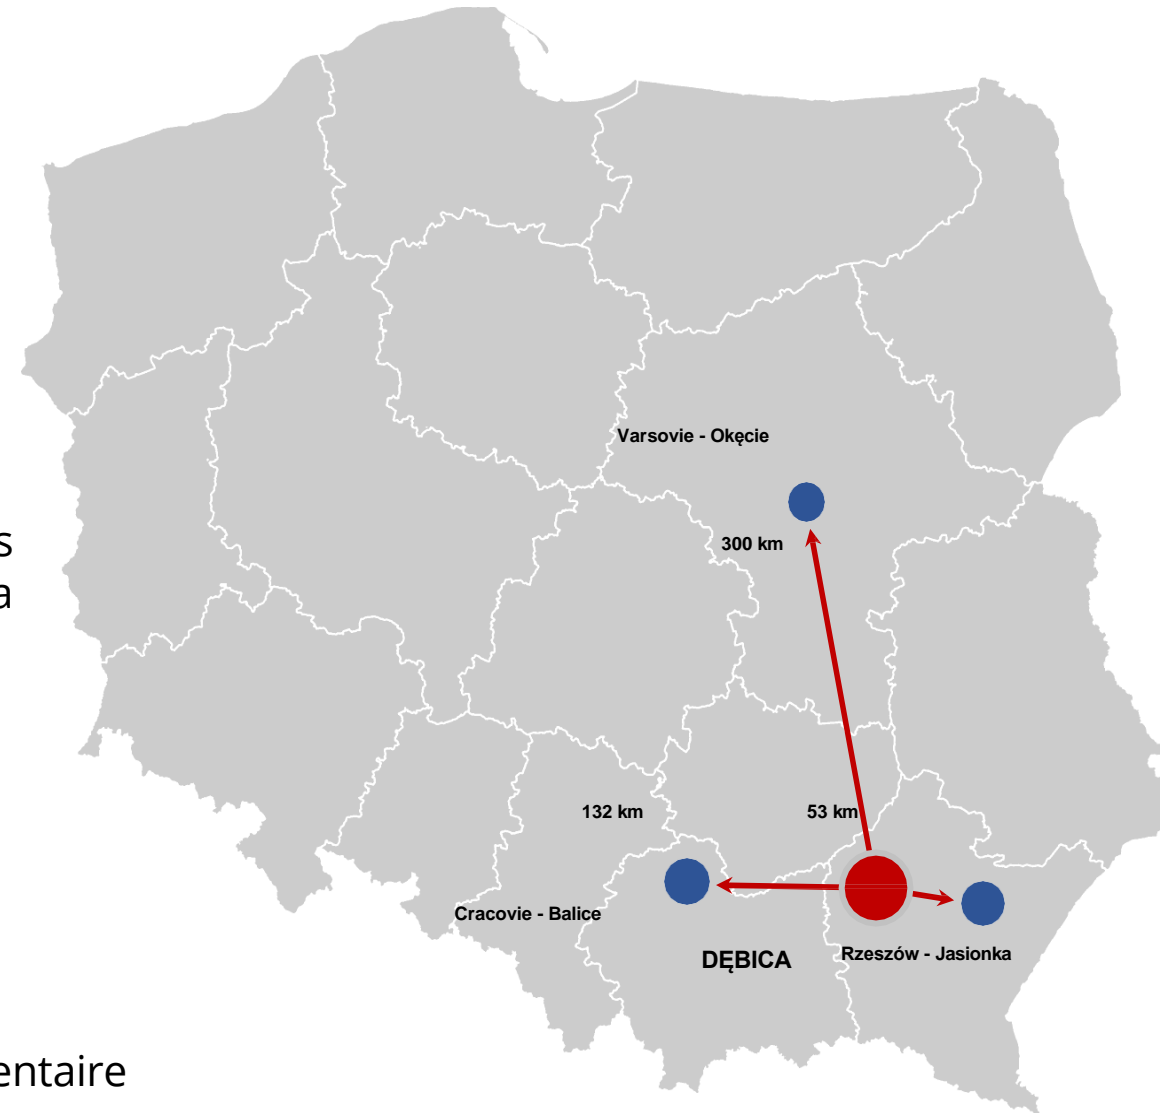 Varsovie - Okęcie
s
300 km
a
132 km
53 km
Cracovie - Balice
DĘBICA
Rzeszów - Jasionka
entaire